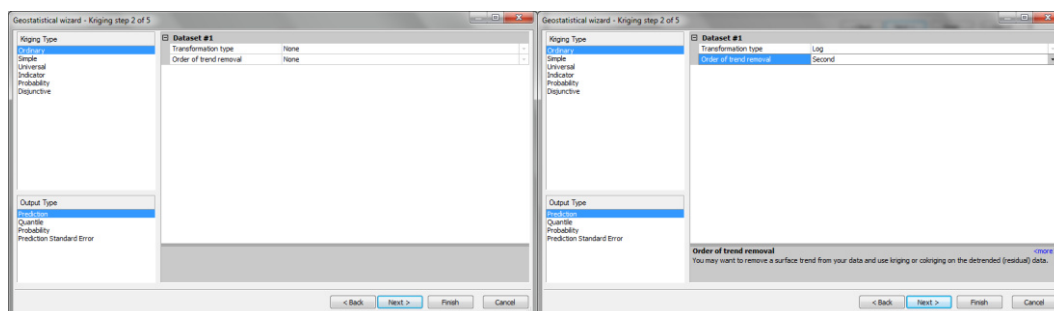 Geostatistical wizard - Kriging step 2 of 5
Kriging Type
Ordinary
Simple
Universal
Indicator
Probability
Disjunctive
Dataset #1
Transformation type None
Order of trend removal None
Output Type
Prediction
Quantile
Probability
Prediction Standard Error
< Back Next > Finish Cancel
Geostatistical wizard - Kriging step 2 of 5
Kriging Type
Ordinary
Simple
Universal
Indicator
Probability
Disjunctive
Dataset #1
Transformation type Log
Order of trend removal Second
Output Type
Prediction
Quantile
Probability
Prediction Standard Error
Order of trend removal <more
You may want to remove a surface trend from your data and use kriging or cokriging on the detrended (residual) data.
< Back Next > Finish Cancel